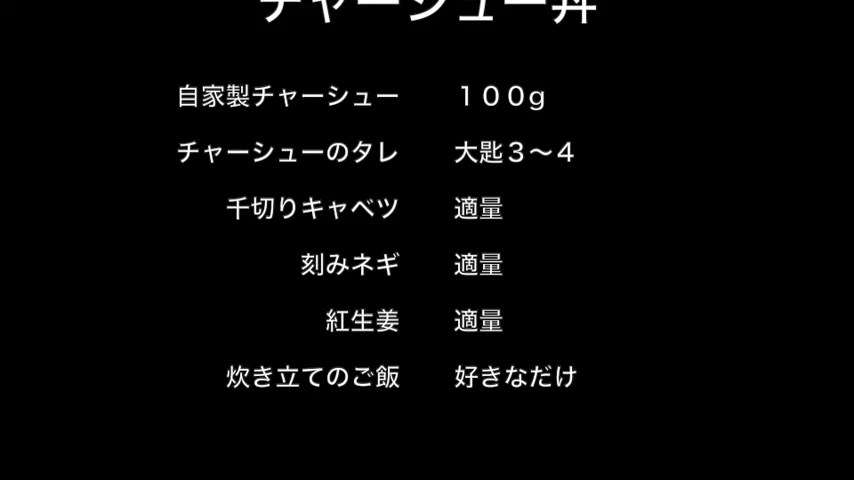 チャーシュー丼
自家製チャーシュー １００g
チャーシューのタレ 大匙３〜４
千切りキャベツ 適量
刻みネギ 適量
紅生姜 適量
炊き立てのご飯 好きなだけ